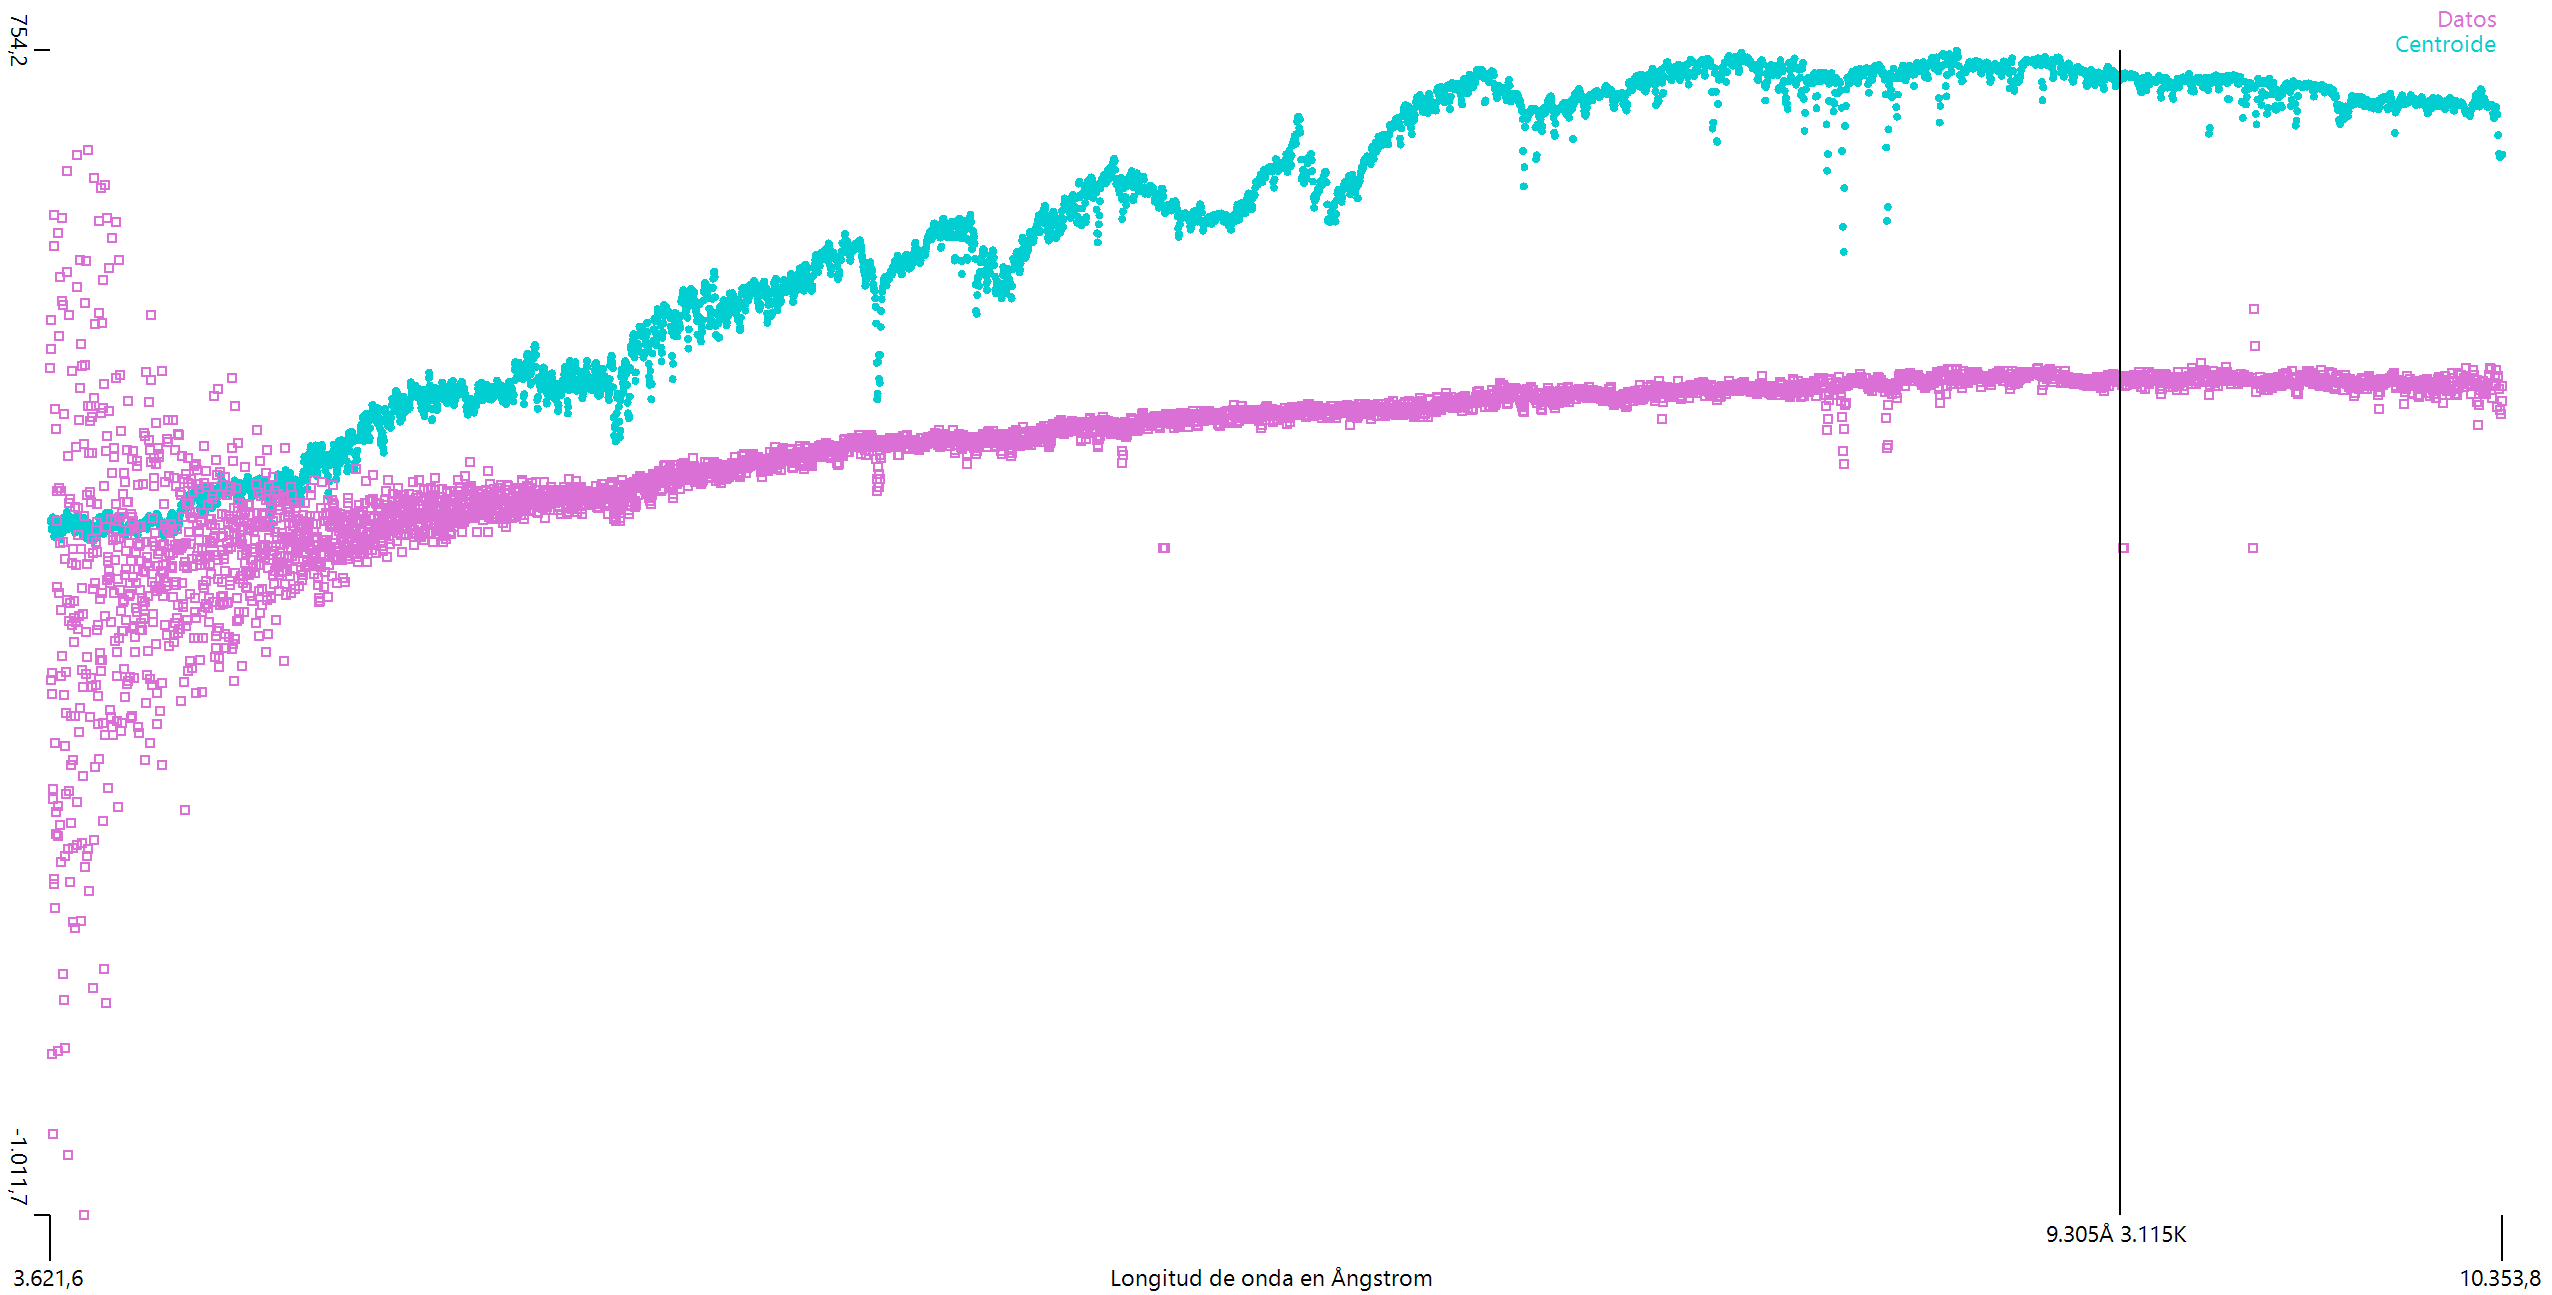 Datos
Centroide
754,2
-1.011,7
9.305Å 3.115K
3.621,6
Longitud de onda en Ångstrom
10.353,8